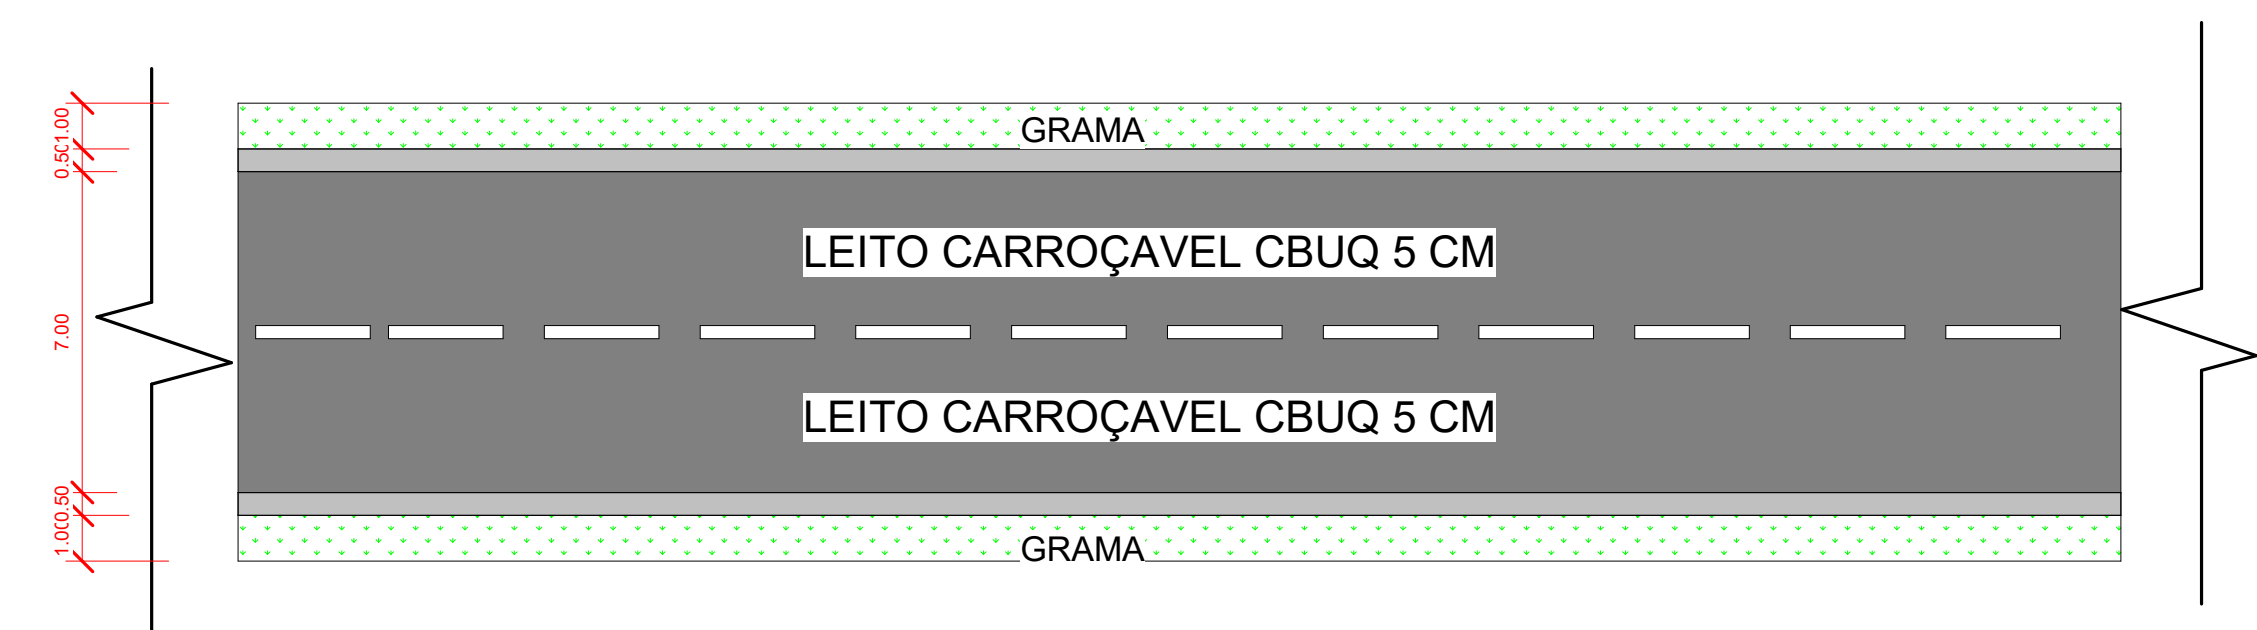 1.00
GRAMA
0.50
LEITO CARROÇAVEL CBUQ 5 CM
7.00
LEITO CARROÇAVEL CBUQ 5 CM
0.50
1.00
GRAMA